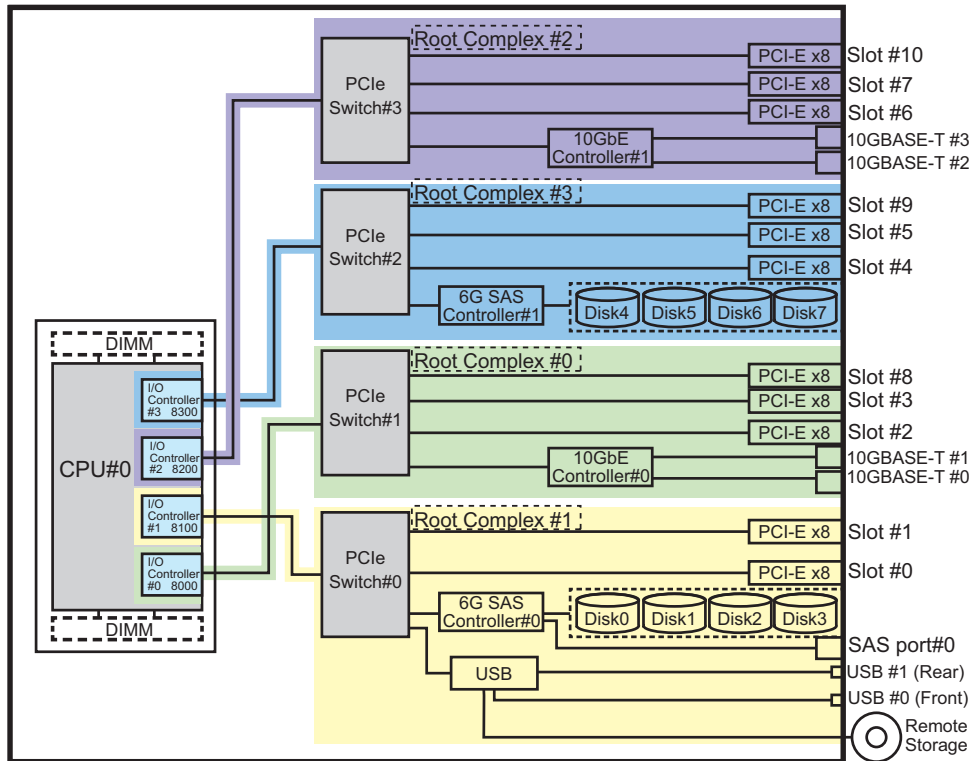 Root Complex #2
PCIe
Switch#3
PCI-E x8
Slot #10
PCI-E x8
Slot #7
PCI-E x8
Slot #6
10GbE
Controller#1
10GBASE-T #3
10GBASE-T #2
Root Complex #3
PCIe
Switch#2
PCI-E x8
Slot #9
PCI-E x8
Slot #5
PCI-E x8
Slot #4
6G SAS
Controller#1
Disk4
Disk5
Disk6
Disk7
DIMM
CPU#0
I/O
Controller
#3 8300
I/O
Controller
#2 8200
I/O
Controller
#1 8100
I/O
Controller
#0 8000
DIMM
Root Complex #0
PCIe
Switch#1
PCI-E x8
Slot #8
PCI-E x8
Slot #3
PCI-E x8
Slot #2
10GbE
Controller#0
10GBASE-T #1
10GBASE-T #0
Root Complex #1
PCIe
Switch#0
PCI-E x8
Slot #1
PCI-E x8
Slot #0
6G SAS
Controller#0
Disk0
Disk1
Disk2
Disk3
SAS port#0
USB
USB #1 (Rear)
USB #0 (Front)
Remote
Storage